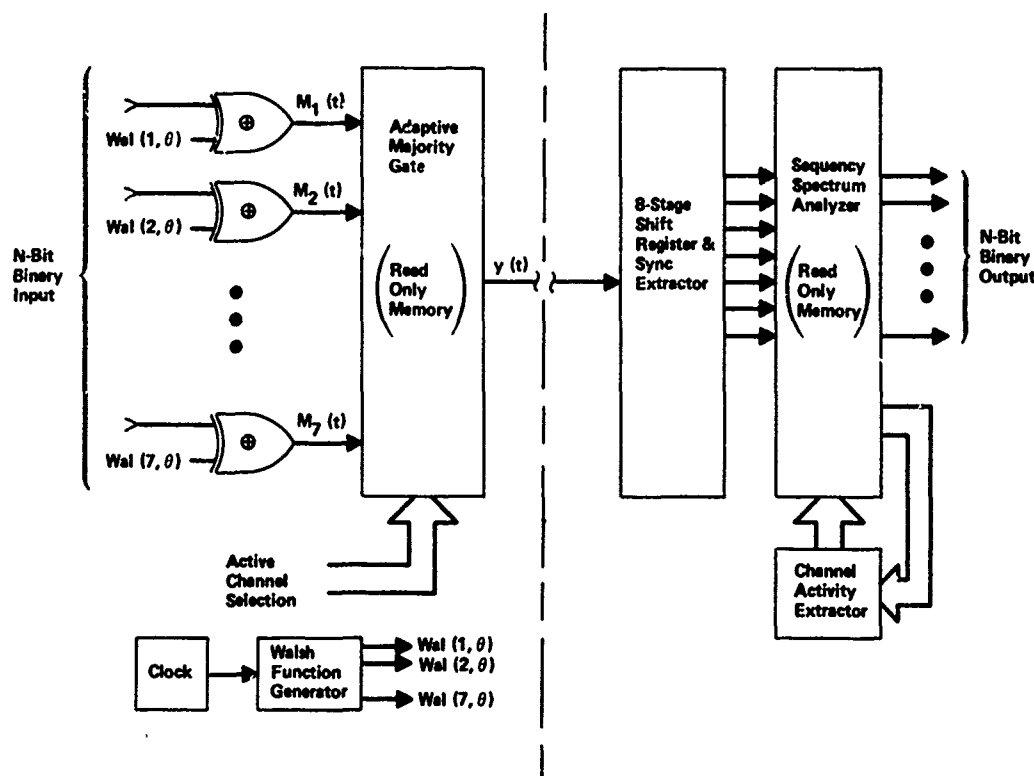 N-Bit
Binary
Input
M₁ (t)
⊕
Wal (1, θ)
M₂ (t)
⊕
Wal (2, θ)
M₇ (t)
⊕
Wal (7, θ)
Adaptive
Majority
Gate
(Read
Only
Memory)
y (t)
Active
Channel
Selection
Clock
Walsh
Function
Generator
Wal (1, θ)
Wal (2, θ)
Wal (7, θ)
8-Stage
Shift
Register &
Sync
Extractor
Sequency
Spectrum
Analyzer
(Read
Only
Memory)
N-Bit
Binary
Output
Channel
Activity
Extractor